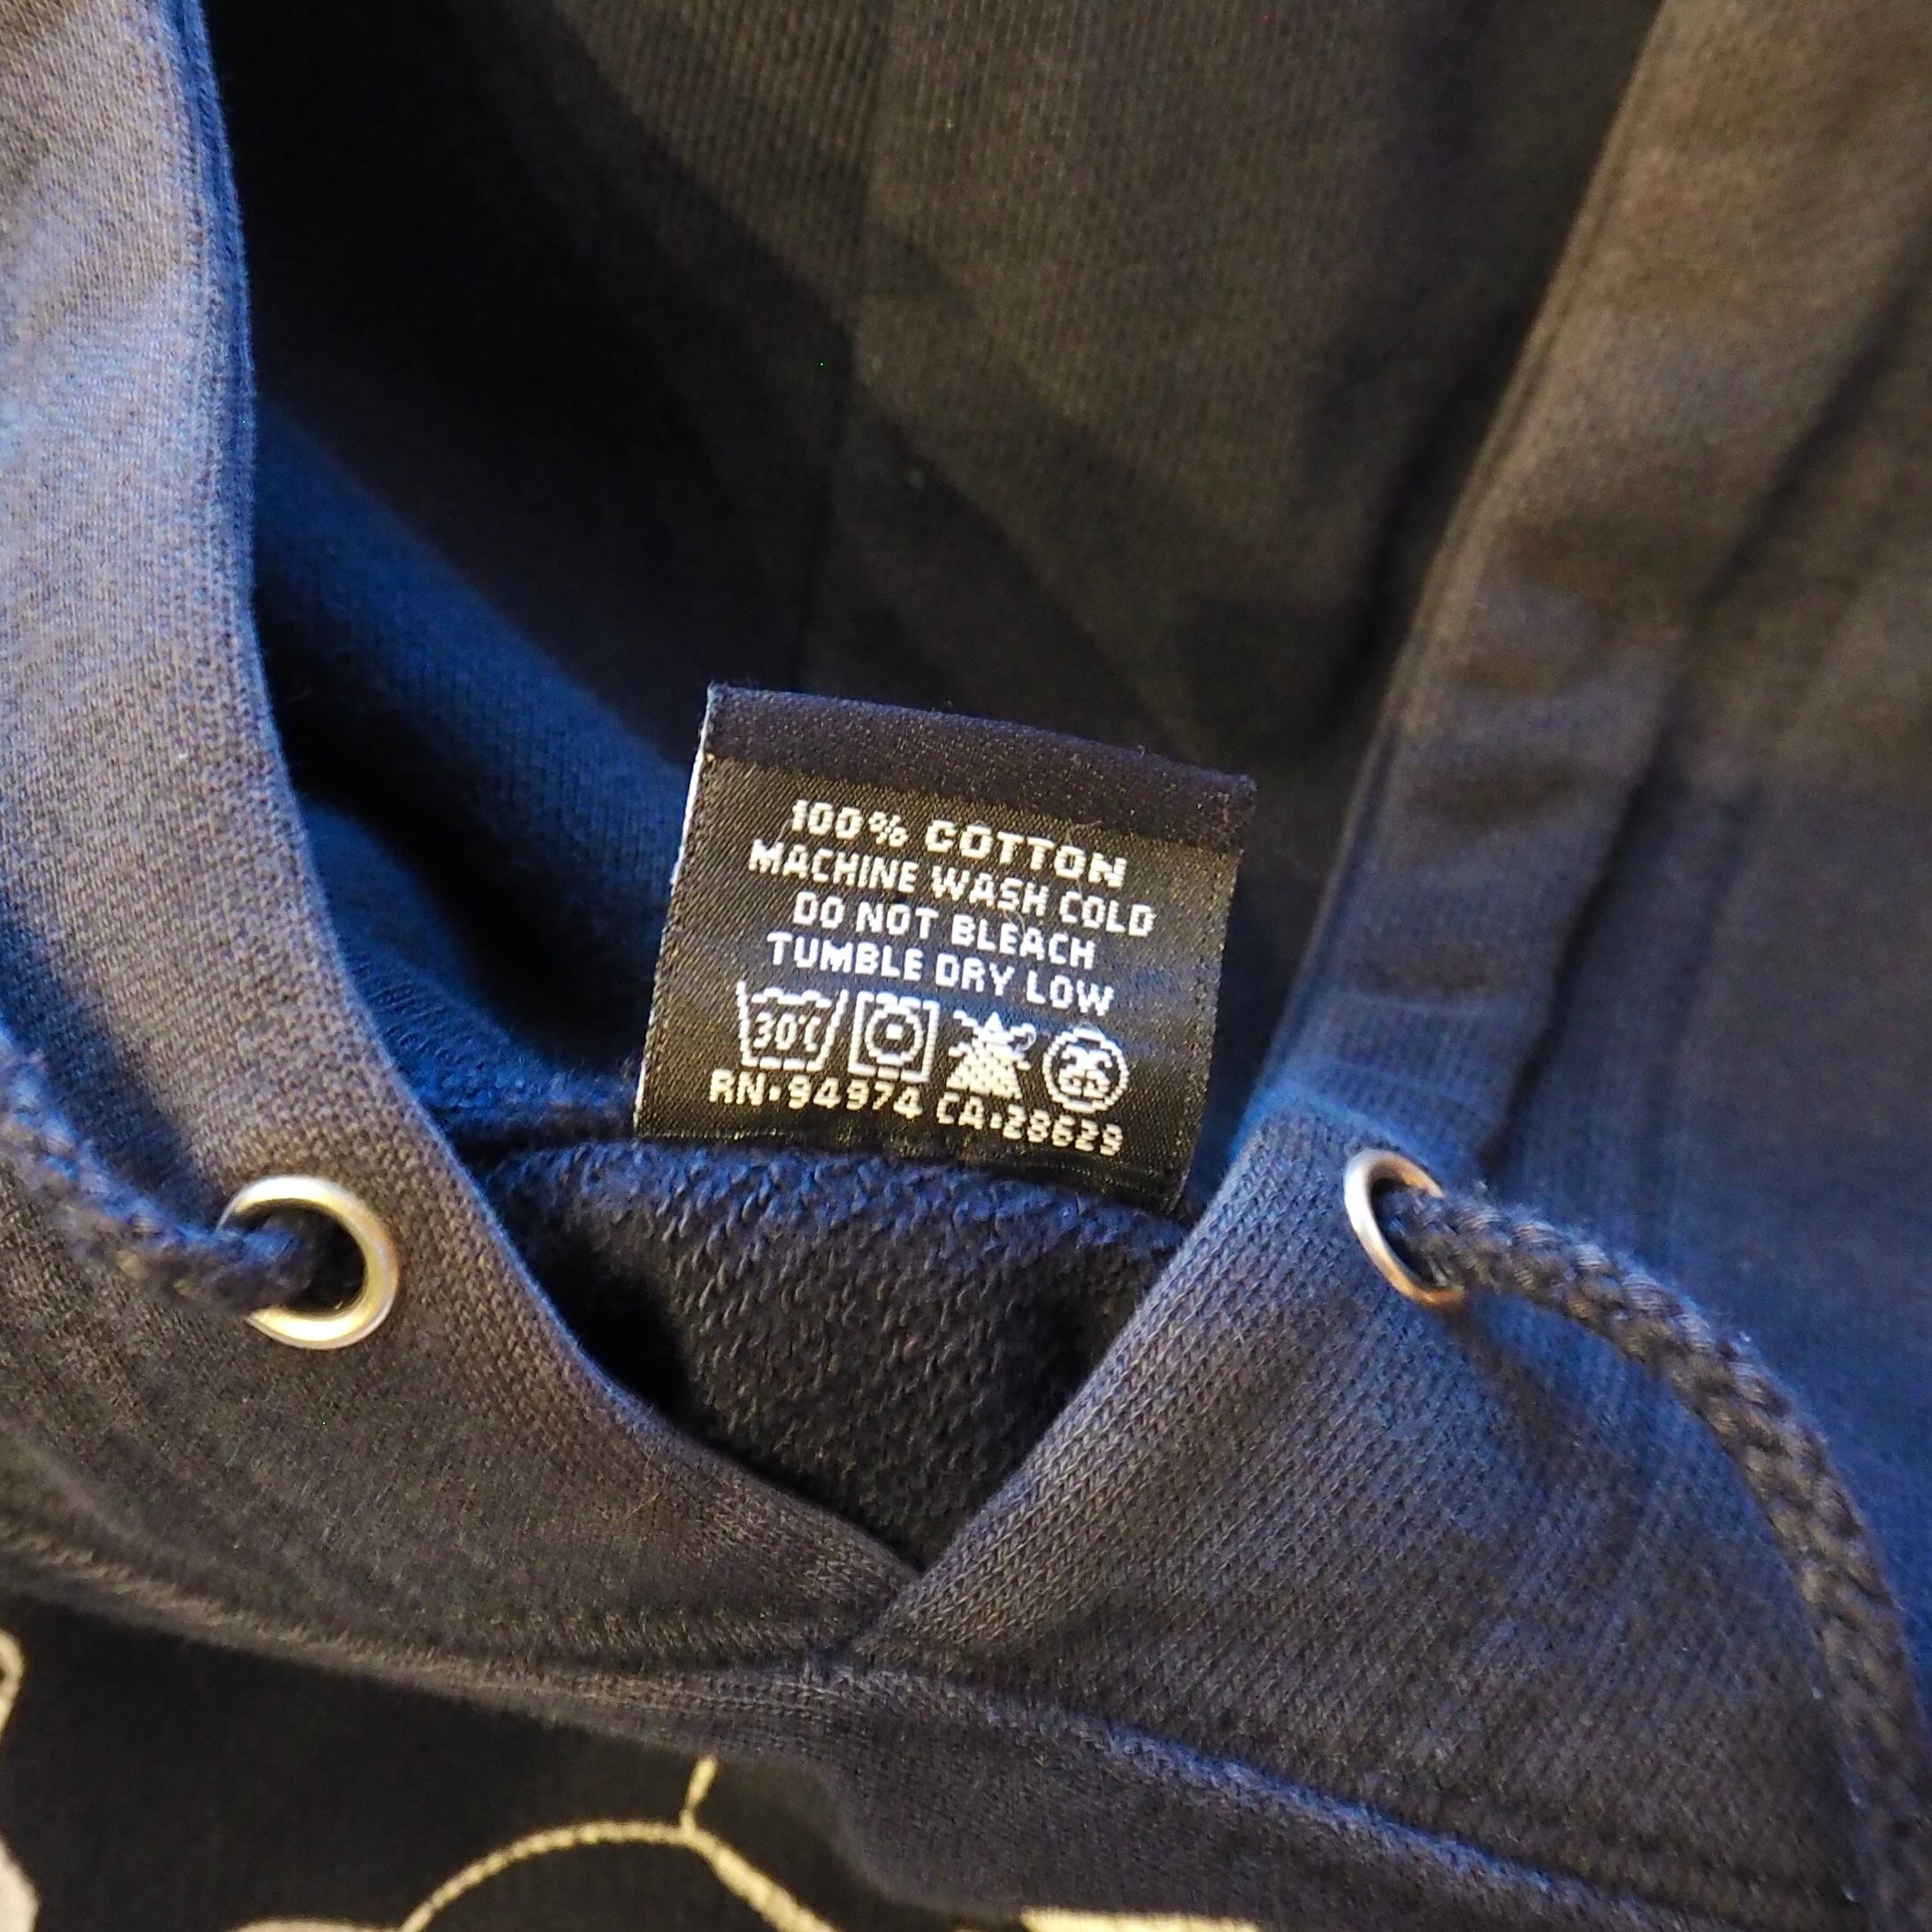 100% COTTON
MACHINE WASH COLD
DO NOT BLEACH
TUMBLE DRY LOW
30°C
RN·94974 CA·28629